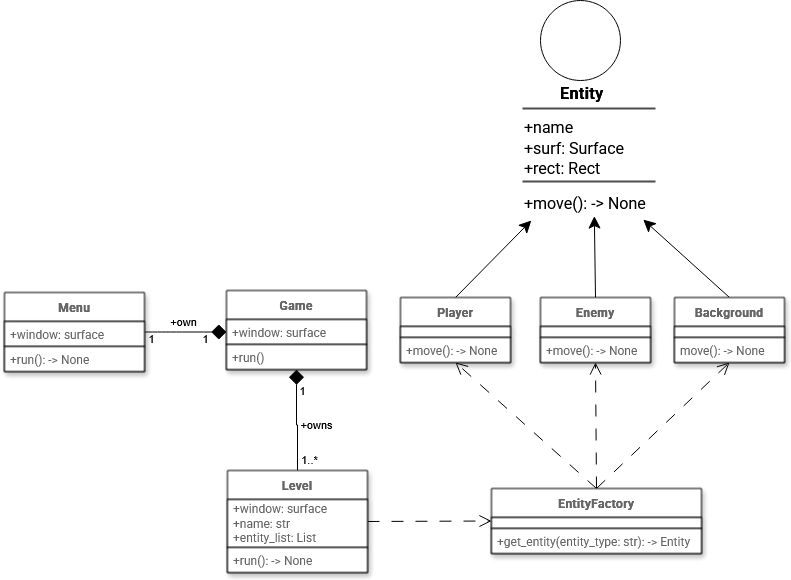 Entity
+name
+surf: Surface
+rect: Rect
+move(): -> None
Menu
+window: surface
+run(): -> None
+own
1
1
Game
+window: surface
+run()
1
+owns
1..*
Player
+move(): -> None
Enemy
+move(): -> None
Background
move(): -> None
Level
+window: surface
+name: str
+entity_list: List
+run(): -> None
EntityFactory
+get_entity(entity_type: str): -> Entity